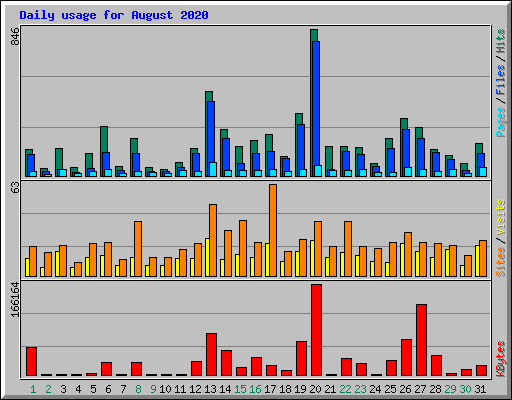 Daily usage for August 2020
846
Pages / Files / Hits
63
Sites / Visits
166164
KBytes
1 2 3 4 5 6 7 8 9 10 11 12 13 14 15 16 17 18 19 20 21 22 23 24 25 26 27 28 29 30 31